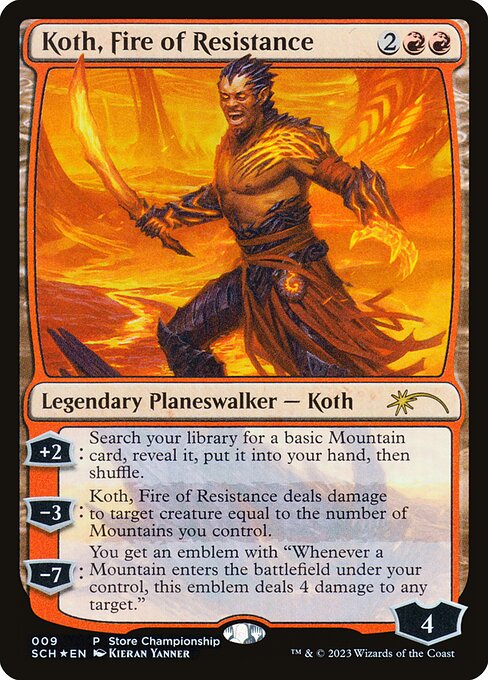 Koth, Fire of Resistance 2
Legendary Planeswalker — Koth
+2: Search your library for a basic Mountain
card, reveal it, put it into your hand, then
shuffle.
−3: Koth, Fire of Resistance deals damage
to target creature equal to the number of
Mountains you control.
−7: You get an emblem with “Whenever a
Mountain enters the battlefield under your
control, this emblem deals 4 damage to any
target.”
4
009 P Store Championship
SCH★EN Kieran Yanner ™ & © 2023 Wizards of the Coast